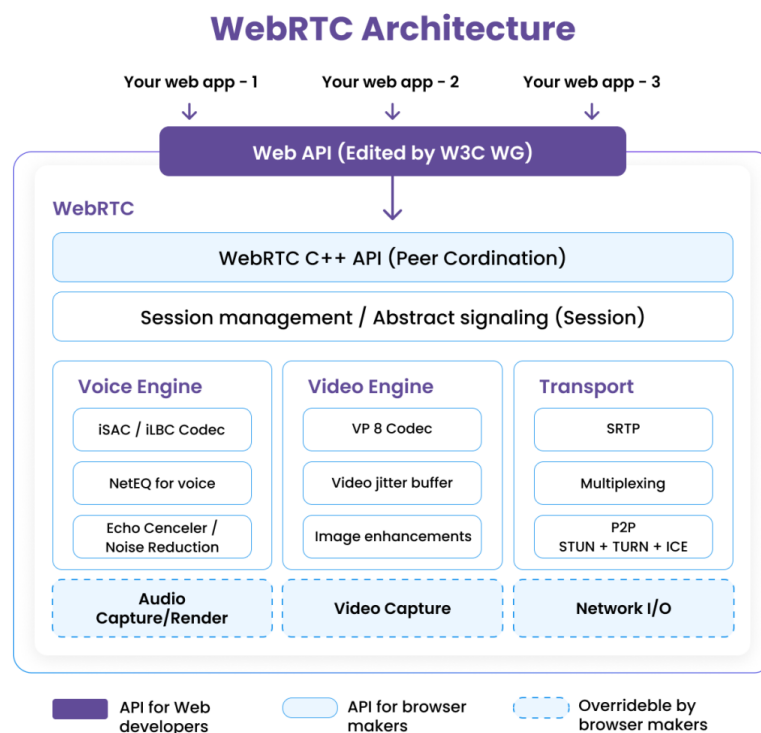 WebRTC Architecture
Your web app - 1
Your web app - 2
Your web app - 3
Web API (Edited by W3C WG)
WebRTC
WebRTC C++ API (Peer Cordination)
Session management / Abstract signaling (Session)
Voice Engine
iSAC / iLBC Codec
NetEQ for voice
Echo Cenceler /
Noise Reduction
Video Engine
VP 8 Codec
Video jitter buffer
Image enhancements
Transport
SRTP
Multiplexing
P2P
STUN + TURN + ICE
Audio
Capture/Render
Video Capture
Network I/O
API for Web
developers
API for browser
makers
Overrideble by
browser makers